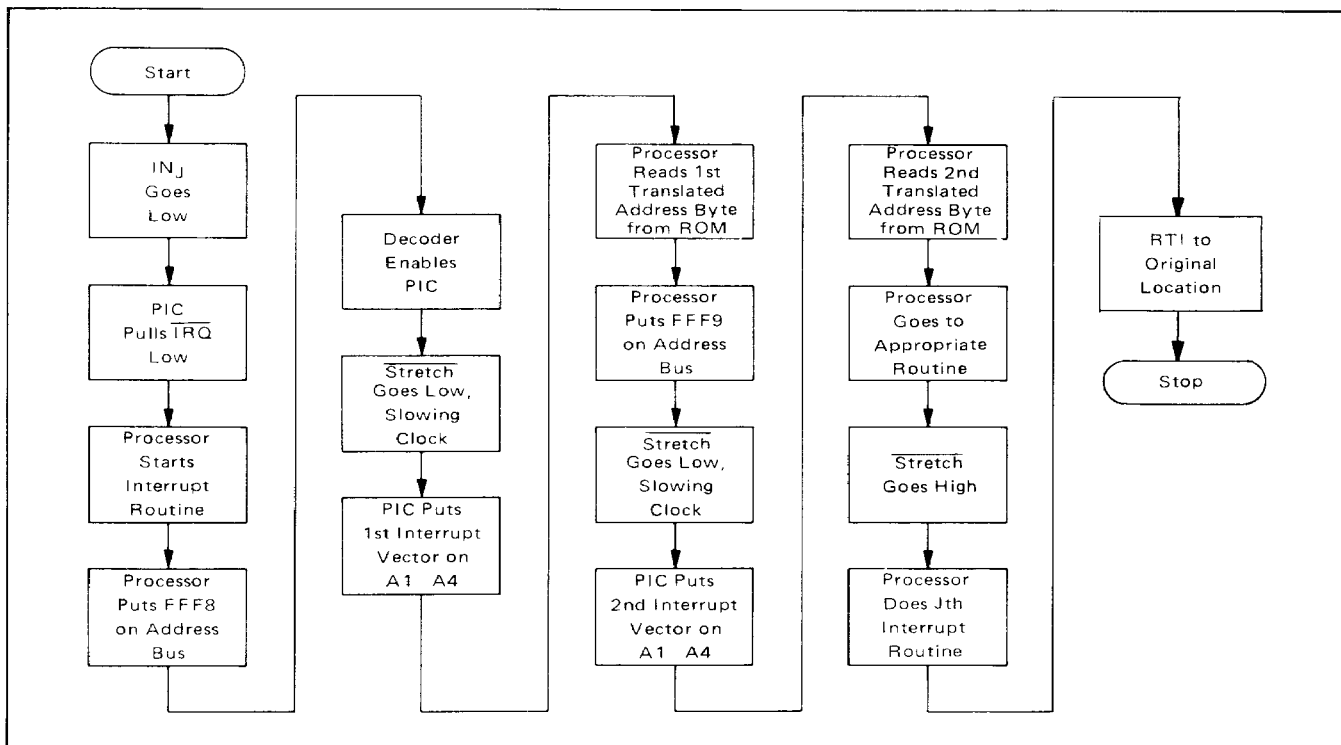 Start
IN_J
Goes
Low
PIC
Pulls I̅R̅Q̅
Low
Processor
Starts
Interrupt
Routine
Processor
Puts FFF8
on Address
Bus
Decoder
Enables
PIC
S̅t̅r̅e̅t̅c̅h̅
Goes Low,
Slowing
Clock
PIC Puts
1st Interrupt
Vector on
A1 A4
Processor
Reads 1st
Translated
Address Byte
from ROM
Processor
Puts FFF9
on Address
Bus
S̅t̅r̅e̅t̅c̅h̅
Goes Low,
Slowing
Clock
PIC Puts
2nd Interrupt
Vector on
A1 A4
Processor
Reads 2nd
Translated
Address Byte
from ROM
Processor
Goes to
Appropriate
Routine
S̅t̅r̅e̅t̅c̅h̅
Goes High
Processor
Does Jth
Interrupt
Routine
RTI to
Original
Location
Stop